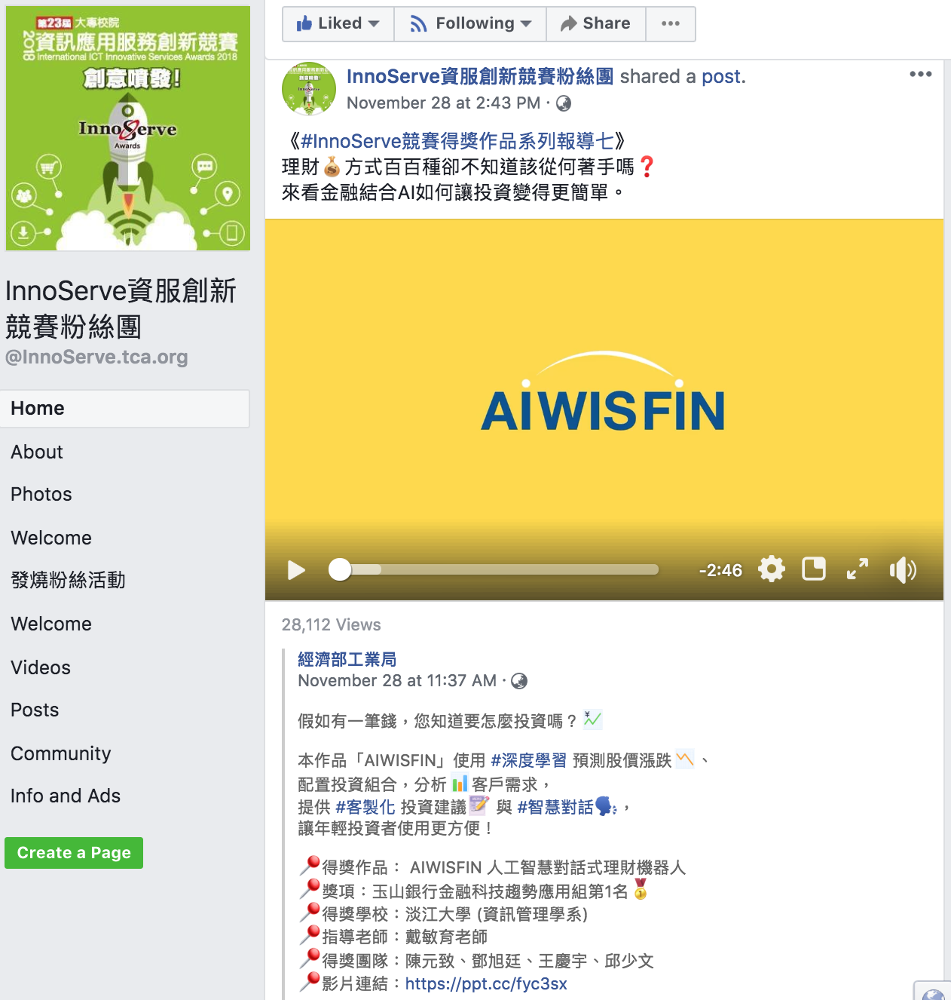 第23屆 大專校院
2018
資訊應用服務創新競賽
International ICT Innovative Services Awards 2018
創意噴發!
InnoServe
Awards
InnoServe資服創新
競賽粉絲團
@InnoServe.tca.org
Home
About
Photos
Welcome
發燒粉絲活動
Welcome
Videos
Posts
Community
Info and Ads
Create a Page
Liked
Following
Share
InnoServe資服創新競賽粉絲團 shared a post.
November 28 at 2:43 PM ·
《#InnoServe競賽得獎作品系列報導七》
理財💰方式百百種卻不知道該從何著手嗎❓
來看金融結合AI如何讓投資變得更簡單。
AIWISFIN
-2:46
28,112 Views
經濟部工業局
November 28 at 11:37 AM ·
假如有一筆錢，您知道要怎麼投資嗎？💹
本作品「AIWISFIN」使用 #深度學習 預測股價漲跌📉、
配置投資組合，分析📊客戶需求，
提供 #客製化 投資建議📝 與 #智慧對話🗣，
讓年輕投資者使用更方便！
📍得獎作品： AIWISFIN 人工智慧對話式理財機器人
📍獎項：玉山銀行金融科技趨勢應用組第1名🏅
📍得獎學校：淡江大學 (資訊管理學系)
📍指導老師：戴敏育老師
📍得獎團隊：陳元致、鄧旭廷、王慶宇、邱少文
📍影片連結：https://ppt.cc/fyc3sx